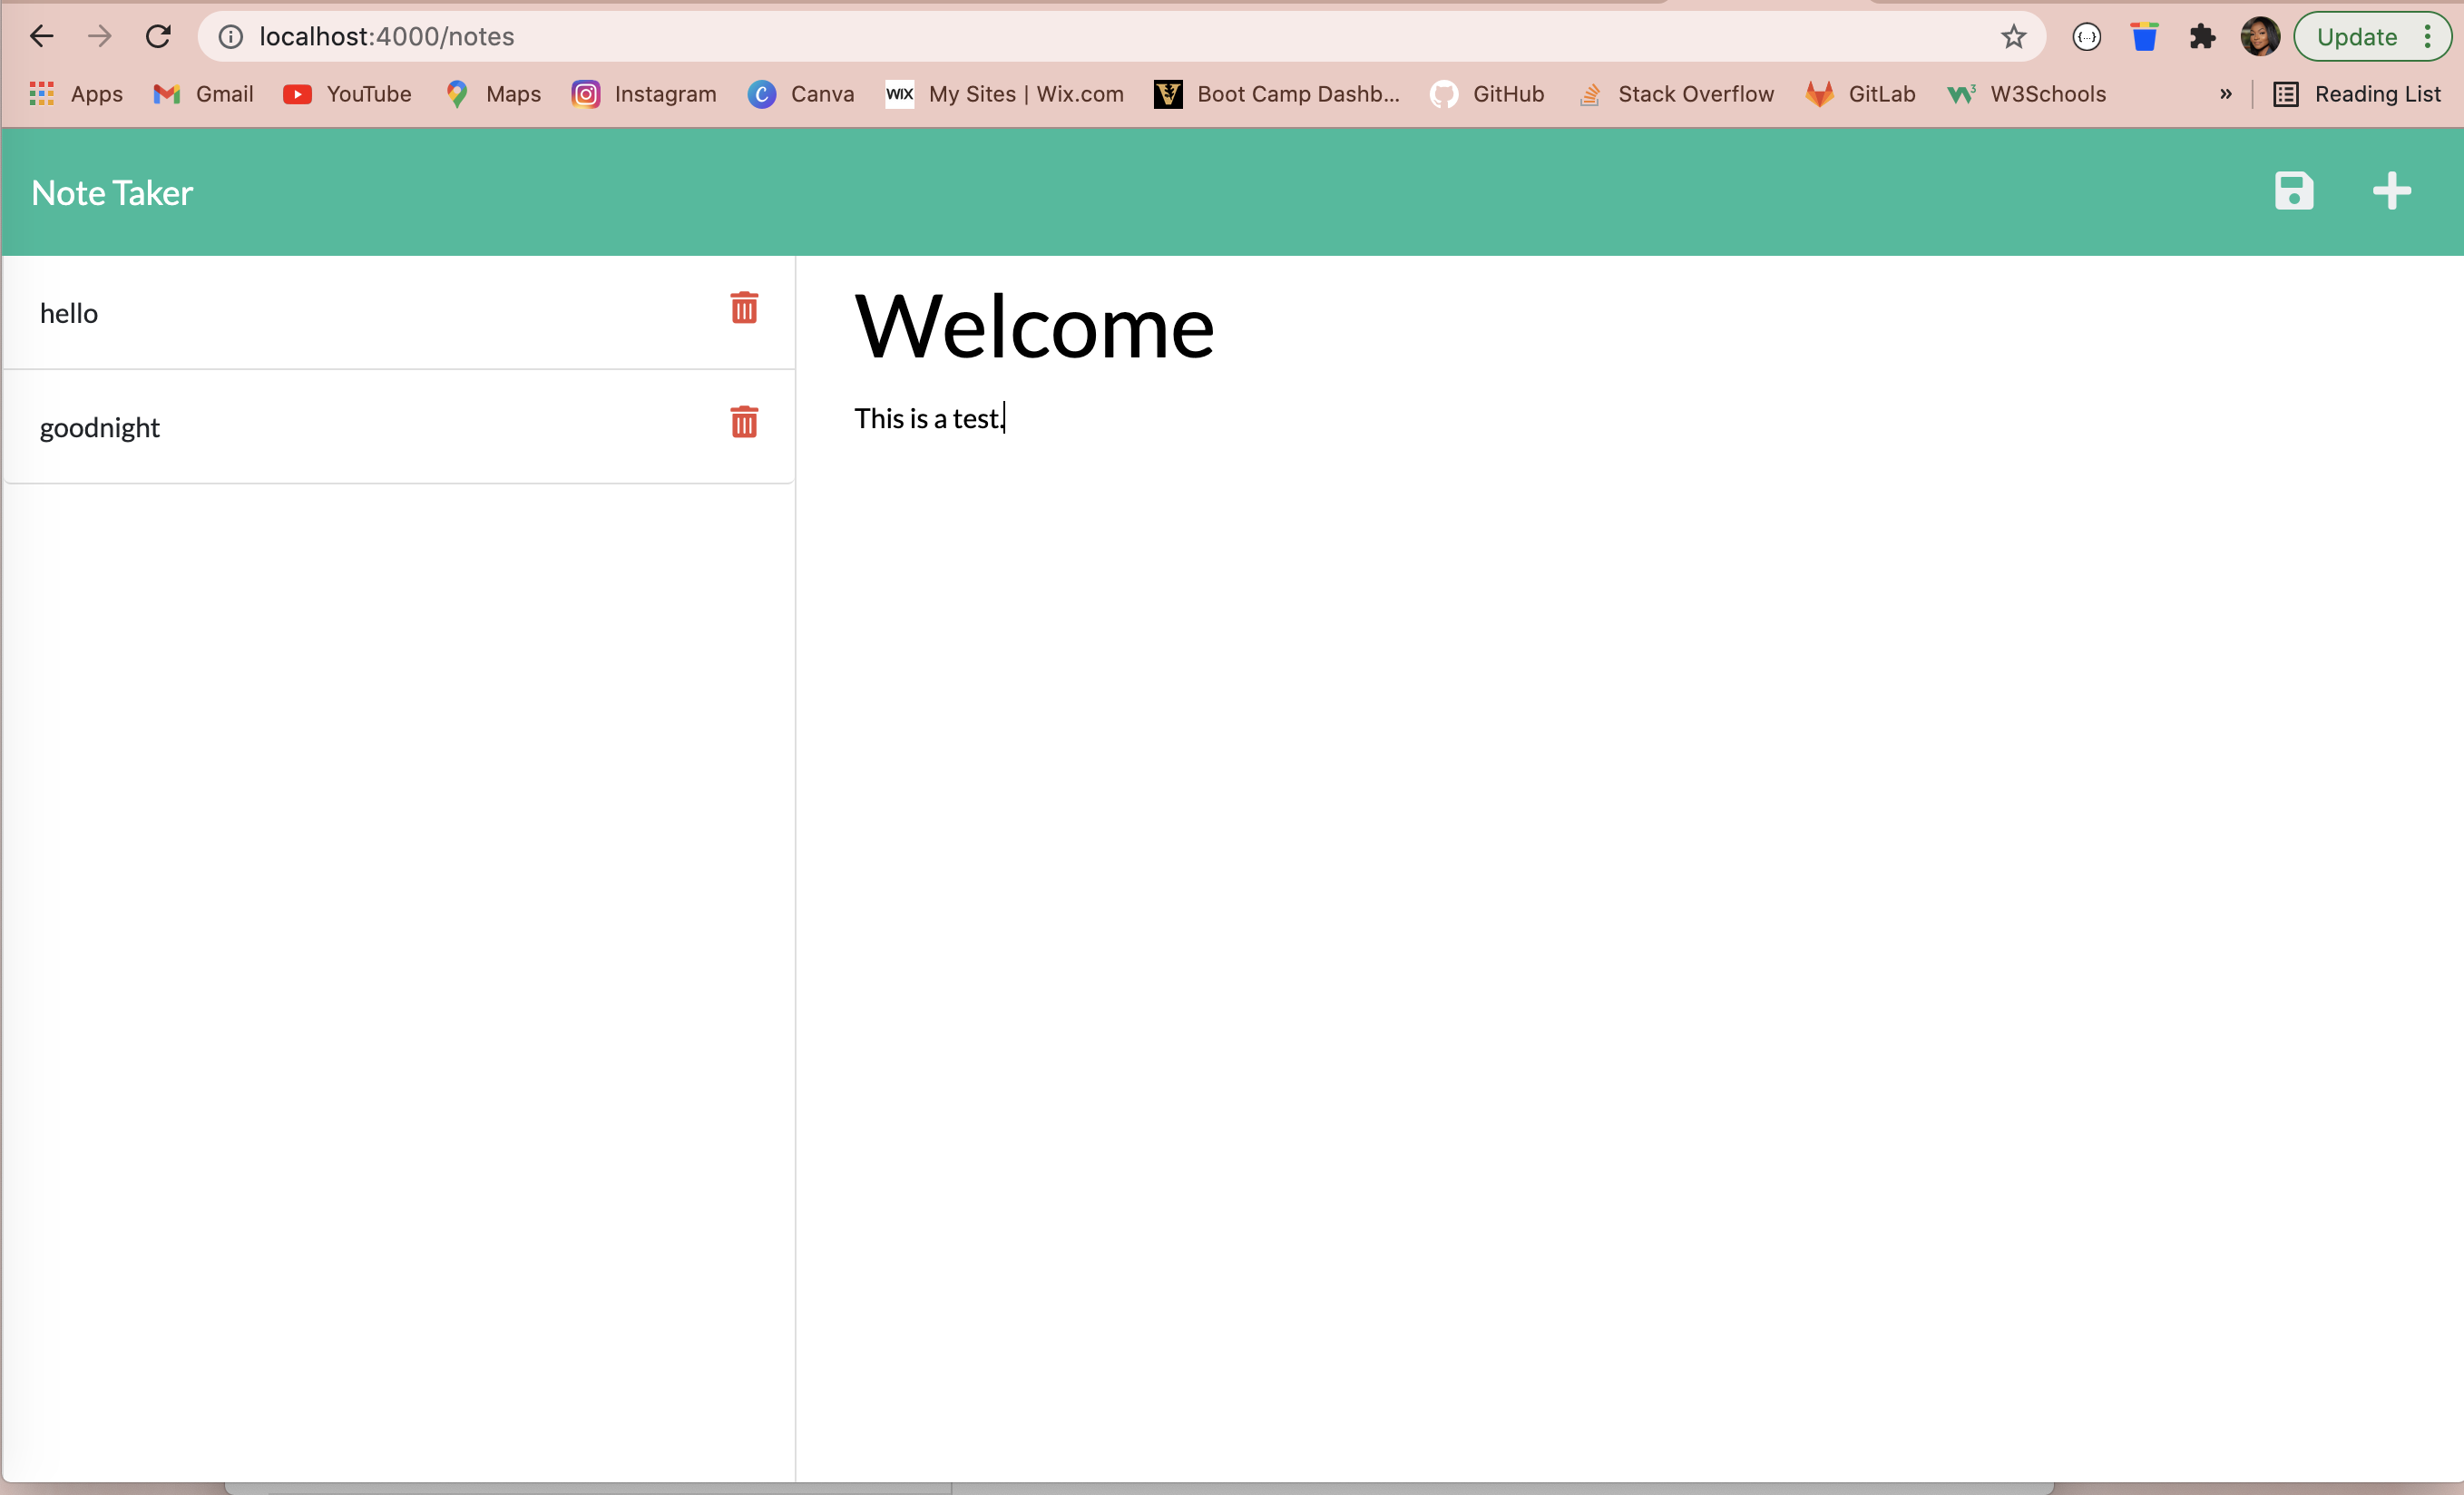 localhost:4000/notes
Update
Apps Gmail YouTube Maps Instagram Canva WIX My Sites | Wix.com Boot Camp Dashb... GitHub Stack Overflow GitLab W3Schools » Reading List
Note Taker
hello
goodnight
Welcome
This is a test.